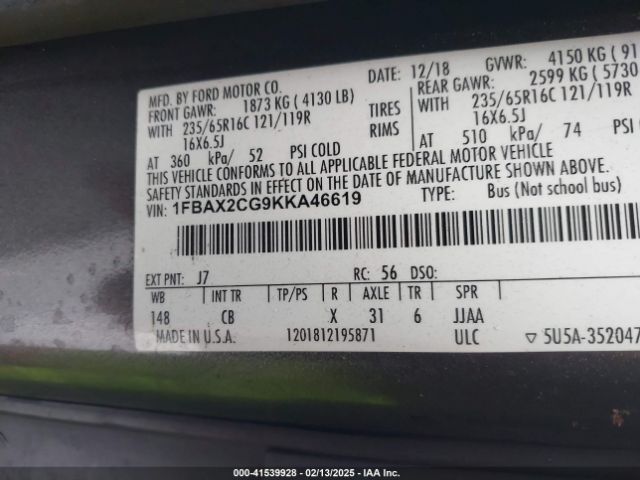 MFD. BY FORD MOTOR CO. DATE: 12/18 GVWR: 4150 KG ( 91
FRONT GAWR: 1873 KG ( 4130 LB) REAR GAWR: 2599 KG ( 5730
WITH 235/65R16C 121/119R TIRES WITH 235/65R16C 121/119R
16X6.5J RIMS 16X6.5J
AT 360 kPa/ 52 PSI COLD AT 510 kPa/ 74 PSI
THIS VEHICLE CONFORMS TO ALL APPLICABLE FEDERAL MOTOR VEHICLE
SAFETY STANDARDS IN EFFECT ON THE DATE OF MANUFACTURE SHOWN ABOVE.
VIN: 1FBAX2CG9KKA46619 TYPE: Bus (Not school bus)
EXT PNT: J7 RC: 56 DSO:
WB INT TR TP/PS R AXLE TR SPR
148 CB X 31 6 JJAA
MADE IN U.S.A. 1201812195871 ULC ▽ 5U5A-352047
000-41539928 - 02/13/2025 - IAA Inc.